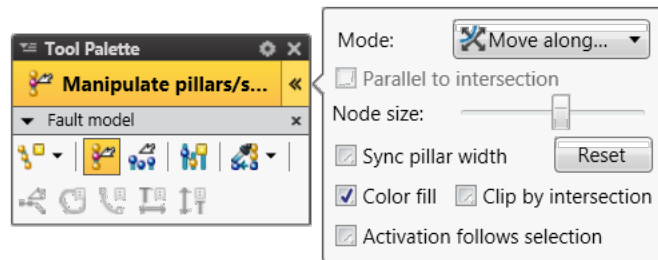 Tool Palette
Manipulate pillars/s...
Fault model
Mode: Move along...
Parallel to intersection
Node size:
Sync pillar width Reset
Color fill Clip by intersection
Activation follows selection